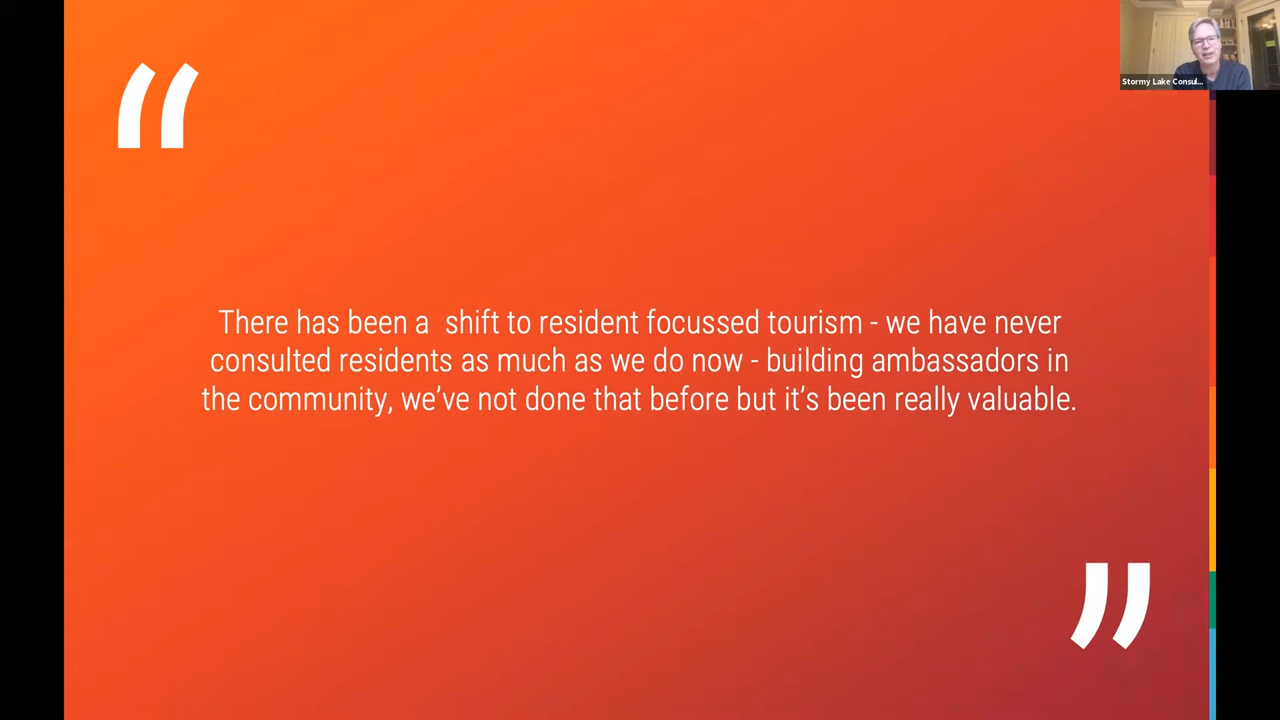 Stormy Lake Consul...
“
There has been a  shift to resident focussed tourism - we have never
consulted residents as much as we do now - building ambassadors in
the community, we’ve not done that before but it’s been really valuable.
”